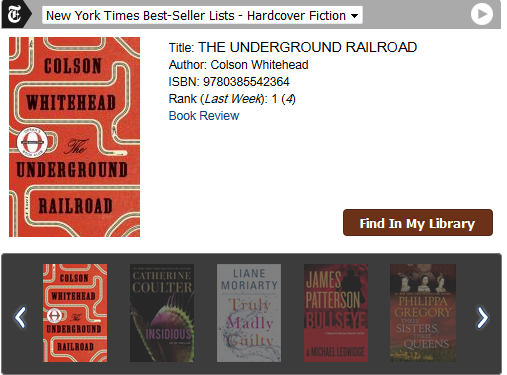 New York Times Best-Seller Lists - Hardcover Fiction
COLSON
WHITEHEAD
The
UNDERGROUND
RAILROAD
Title: THE UNDERGROUND RAILROAD
Author: Colson Whitehead
ISBN: 9780385542364
Rank (Last Week): 1 (4)
Book Review
Find In My Library
COLSON
WHITEHEAD
The
UNDERGROUND
RAILROAD
CATHERINE
COULTER
INSIDIOUS
LIANE
MORIARTY
Truly
Madly
Guilty
JAMES
PATTERSON
BULLSEYE
& MICHAEL LEDWIDGE
PHILIPPA
GREGORY
THREE
SISTERS,
THREE
QUEENS